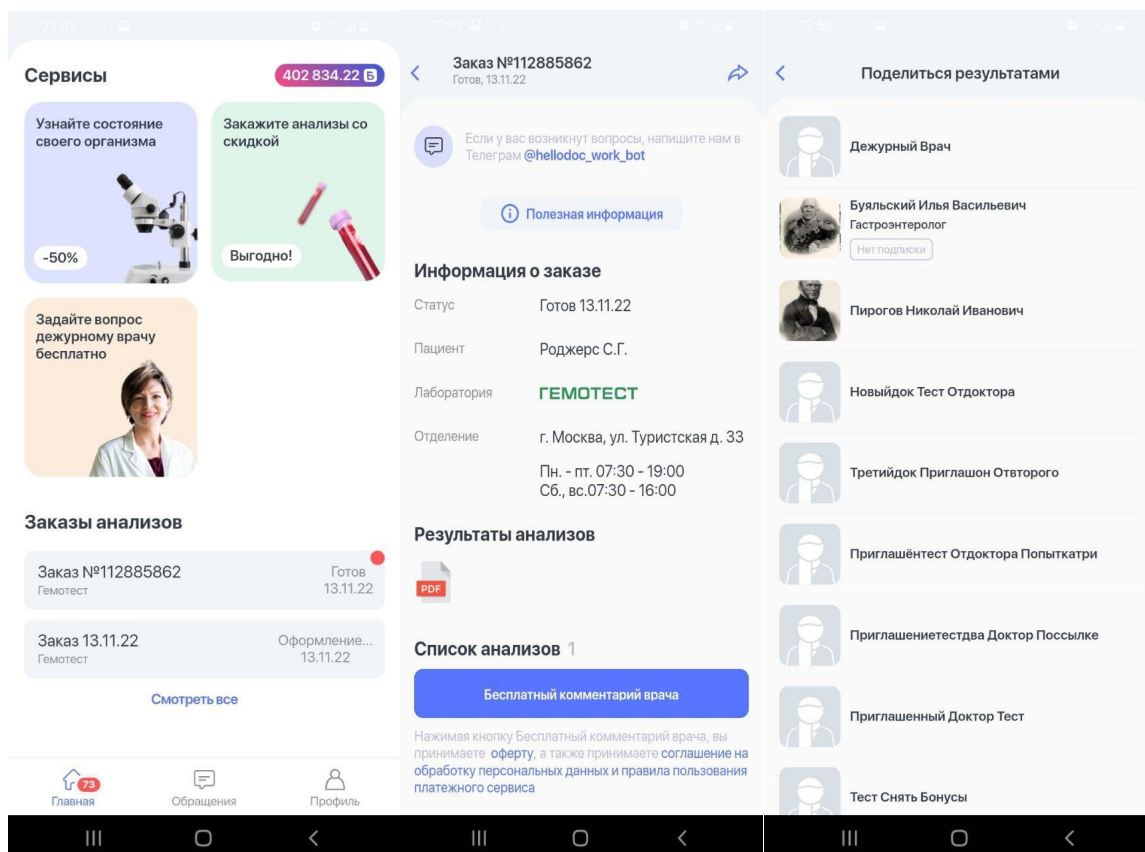 23:43
Сервисы
402 834.22 Б
Узнайте состояние
своего организма
-50%
Закажите анализы со
скидкой
Выгодно!
Задайте вопрос
дежурному врачу
бесплатно
Заказы анализов
Заказ №112885862
Готов
Гемотест
13.11.22
Заказ 13.11.22
Оформление...
Гемотест
13.11.22
Смотреть все
73
Главная
Обращения
Профиль
23:43
Заказ №112885862
Готов, 13.11.22
Если у вас возникнут вопросы, напишите нам в
Телеграм @hellodoc_work_bot
Полезная информация
Информация о заказе
Статус Готов 13.11.22
Пациент Роджерс С.Г.
Лаборатория ГЕМОТЕСТ
Отделение г. Москва, ул. Туристская д. 33
Пн. - пт. 07:30 - 19:00
Сб., вс.07:30 - 16:00
Результаты анализов
PDF
Список анализов 1
Бесплатный комментарий врача
Нажимая кнопку Бесплатный комментарий врача, вы
принимаете оферту, а также принимаете соглашение на
обработку персональных данных и правила пользования
платежного сервиса
23:50
Поделиться результатами
Дежурный Врач
Буяльский Илья Васильевич
Гастроэнтеролог
Нет подписки
Пирогов Николай Иванович
Новыйдок Тест Отдоктора
Третийдок Приглашон Отвторого
Приглашёнтест Отдоктора Попыткатри
Приглашениетестдва Доктор Поссылке
Приглашенный Доктор Тест
Тест Снять Бонусы